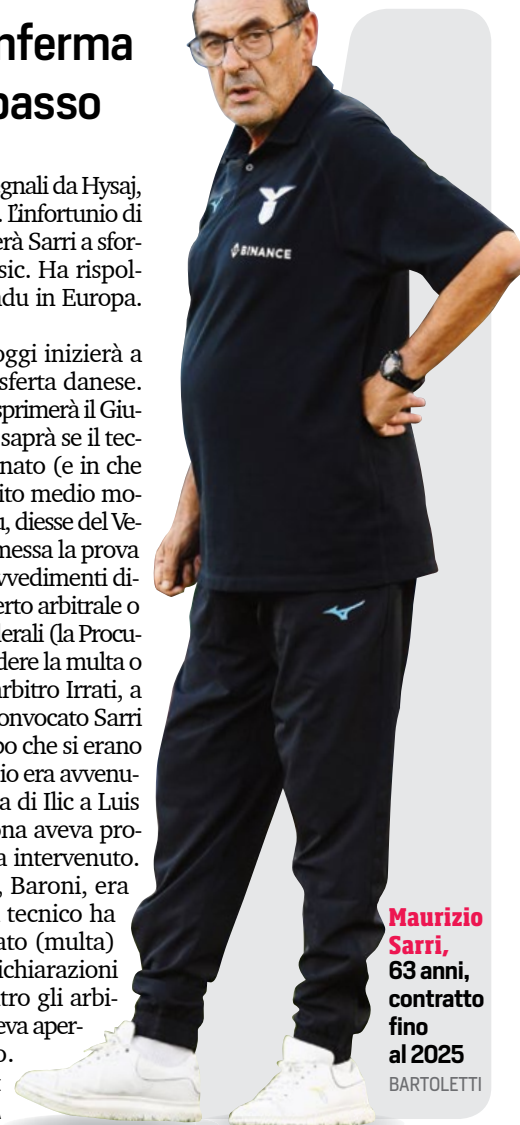 nferma
passo
gnali da Hysaj,
. L'infortunio di
erà Sarri a sfor-
sic. Ha rispol-
ndu in Europa.
oggi inizierà a
sferta danese.
sprimerà il Giu-
saprà se il tec-
nato (e in che
ito medio mo-
u, diesse del Ve-
messa la prova
vvedimenti di-
erto arbitrale o
lerali (la Procu-
dere la multa o
arbitro Irrati, a
onvocato Sarri
po che si erano
io era avvenu-
a di Ilic a Luis
ona aveva pro-
a intervenuto.
, Baroni, era
tecnico ha
ato (multa)
ichiarazioni
tro gli arbi-
eva aper-
o.
BINANCE
Maurizio
Sarri,
63 anni,
contratto
fino
al 2025
BARTOLETTI